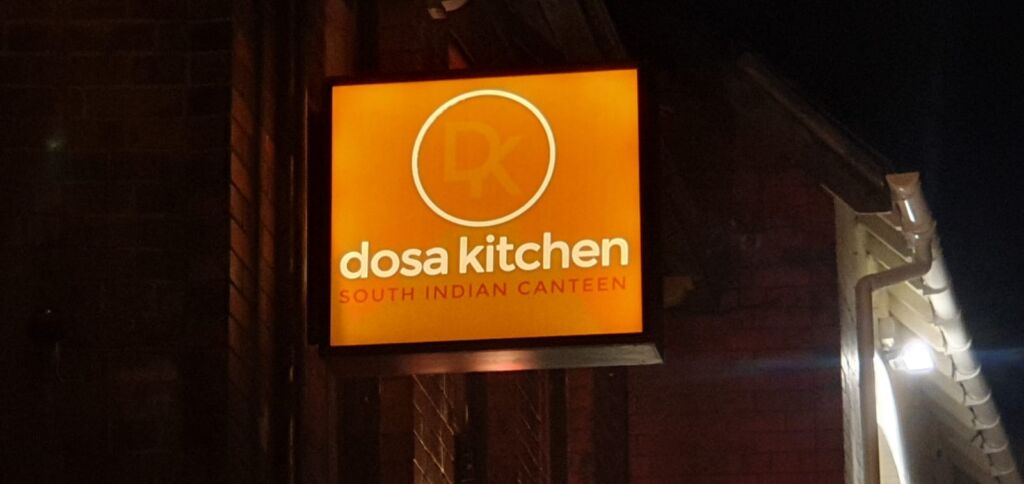 DK
dosa kitchen
SOUTH INDIAN CANTEEN